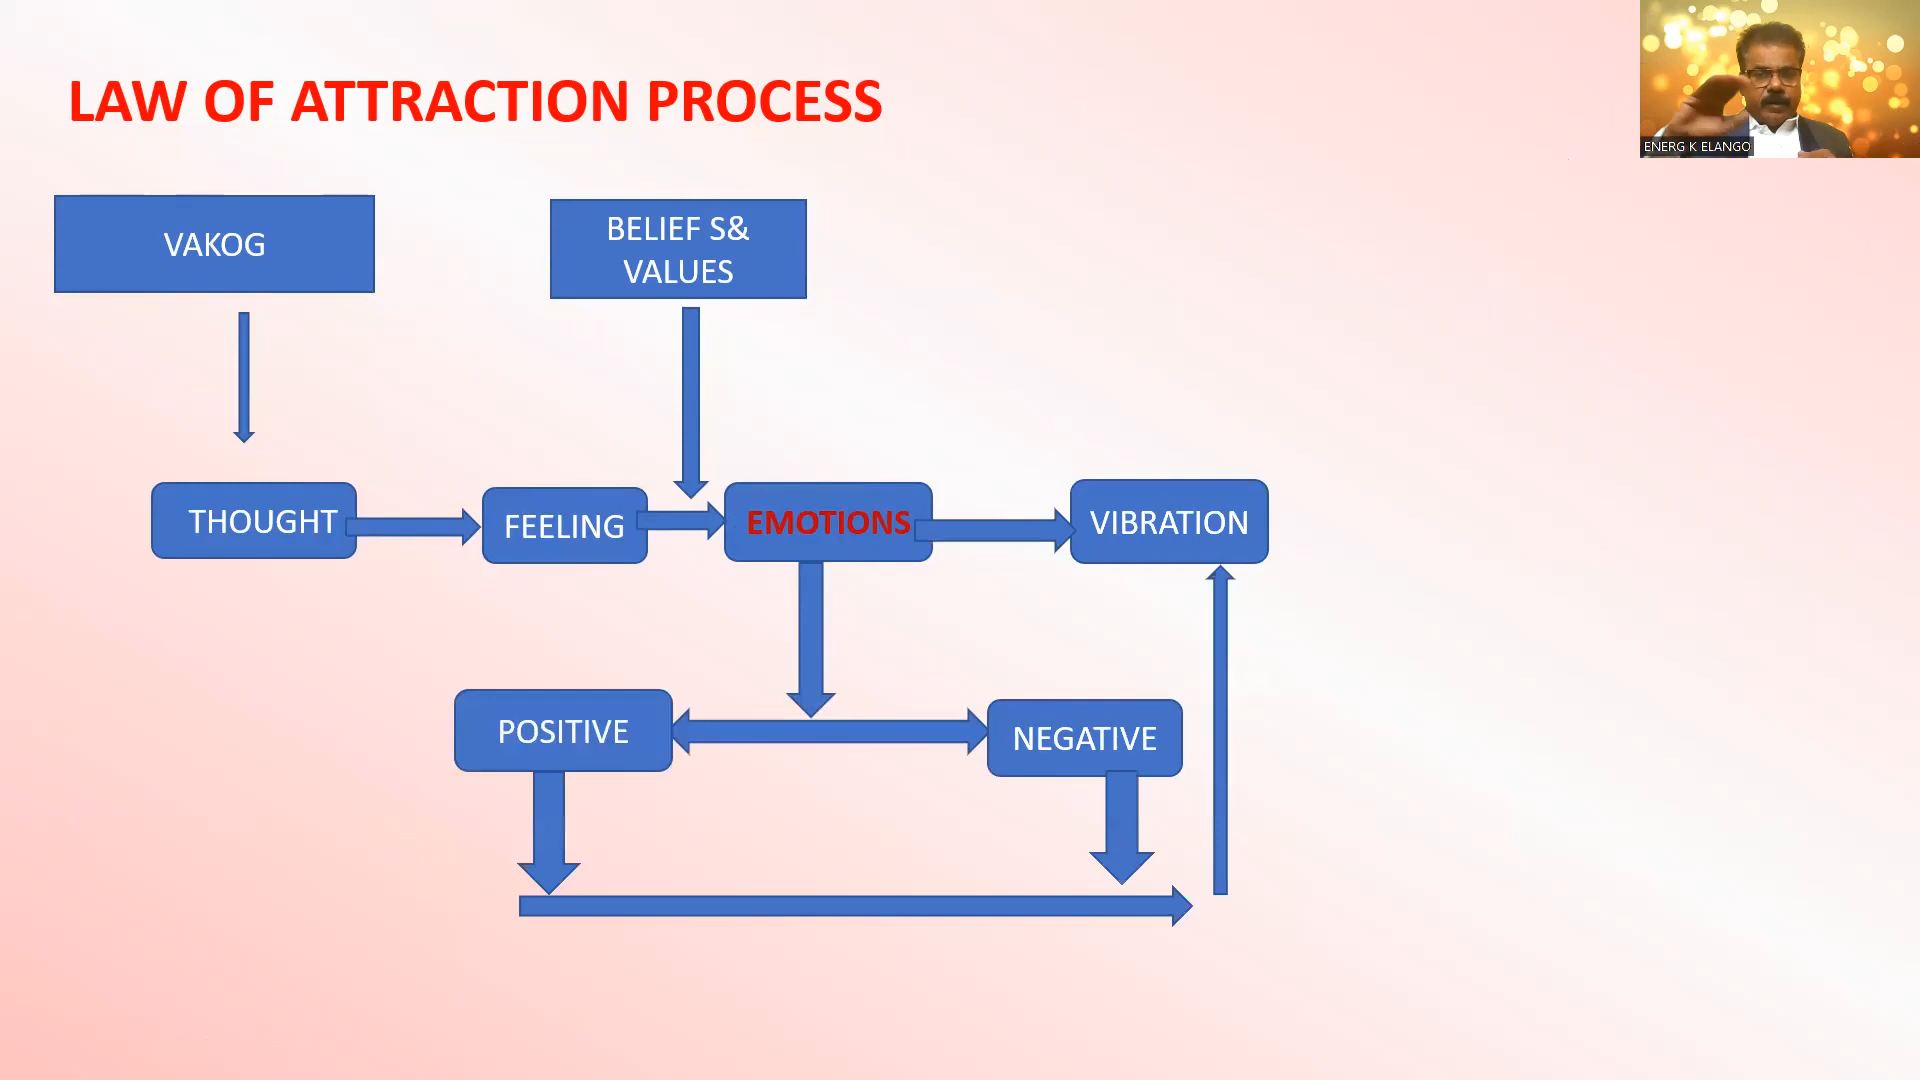 LAW OF ATTRACTION PROCESS
ENERG K ELANGO
VAKOG
BELIEF S&
VALUES
THOUGHT
FEELING
EMOTIONS
VIBRATION
POSITIVE
NEGATIVE